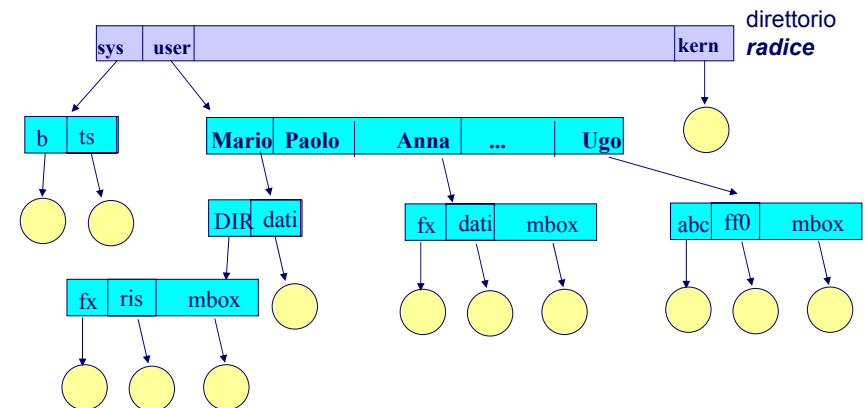 direttorio
radice
sys user kern
b ts
Mario Paolo Anna ... Ugo
DIR dati
fx dati mbox
abc ff0 mbox
fx ris mbox